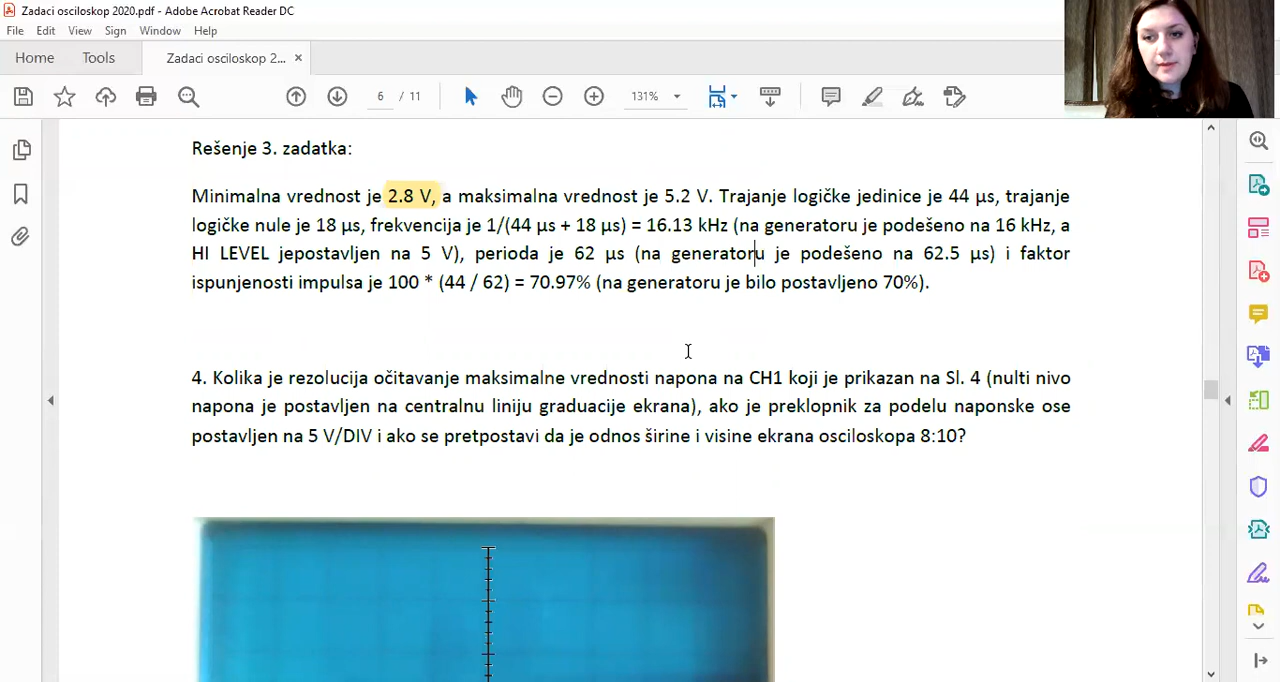 Zadaci osciloskop 2020.pdf - Adobe Acrobat Reader DC
File Edit View Sign Window Help
Home Tools Zadaci osciloskop 2... ×
6 / 11 131%
Rešenje 3. zadatka:
Minimalna vrednost je 2.8 V, a maksimalna vrednost je 5.2 V. Trajanje logičke jedinice je 44 µs, trajanje
logičke nule je 18 µs, frekvencija je 1/(44 µs + 18 µs) = 16.13 kHz (na generatoru je podešeno na 16 kHz, a
HI LEVEL jepostavljen na 5 V), perioda je 62 µs (na generatoru je podešeno na 62.5 µs) i faktor
ispunjenosti impulsa je 100 * (44 / 62) = 70.97% (na generatoru je bilo postavljeno 70%).
4. Kolika je rezolucija očitavanje maksimalne vrednosti napona na CH1 koji je prikazan na Sl. 4 (nulti nivo
napona je postavljen na centralnu liniju graduacije ekrana), ako je preklopnik za podelu naponske ose
postavljen na 5 V/DIV i ako se pretpostavi da je odnos širine i visine ekrana osciloskopa 8:10?